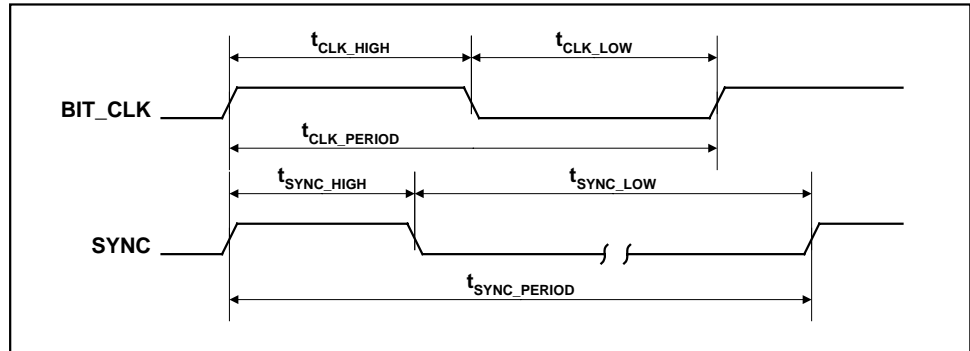 tCLK_HIGH tCLK_LOW
BIT_CLK
tCLK_PERIOD
tSYNC_HIGH tSYNC_LOW
SYNC
tSYNC_PERIOD